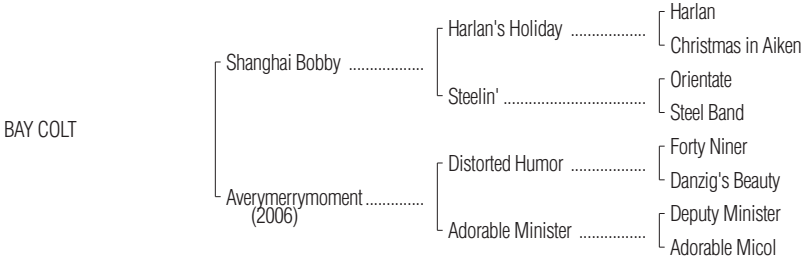 Harlan
Harlan's Holiday ..................
Christmas in Aiken
Shanghai Bobby ..................
Orientate
Steelin' ..................................
Steel Band
BAY COLT
Forty Niner
Distorted Humor ..................
Danzig's Beauty
Averymerrymoment ..............
(2006)
Deputy Minister
Adorable Minister ................
Adorable Micol